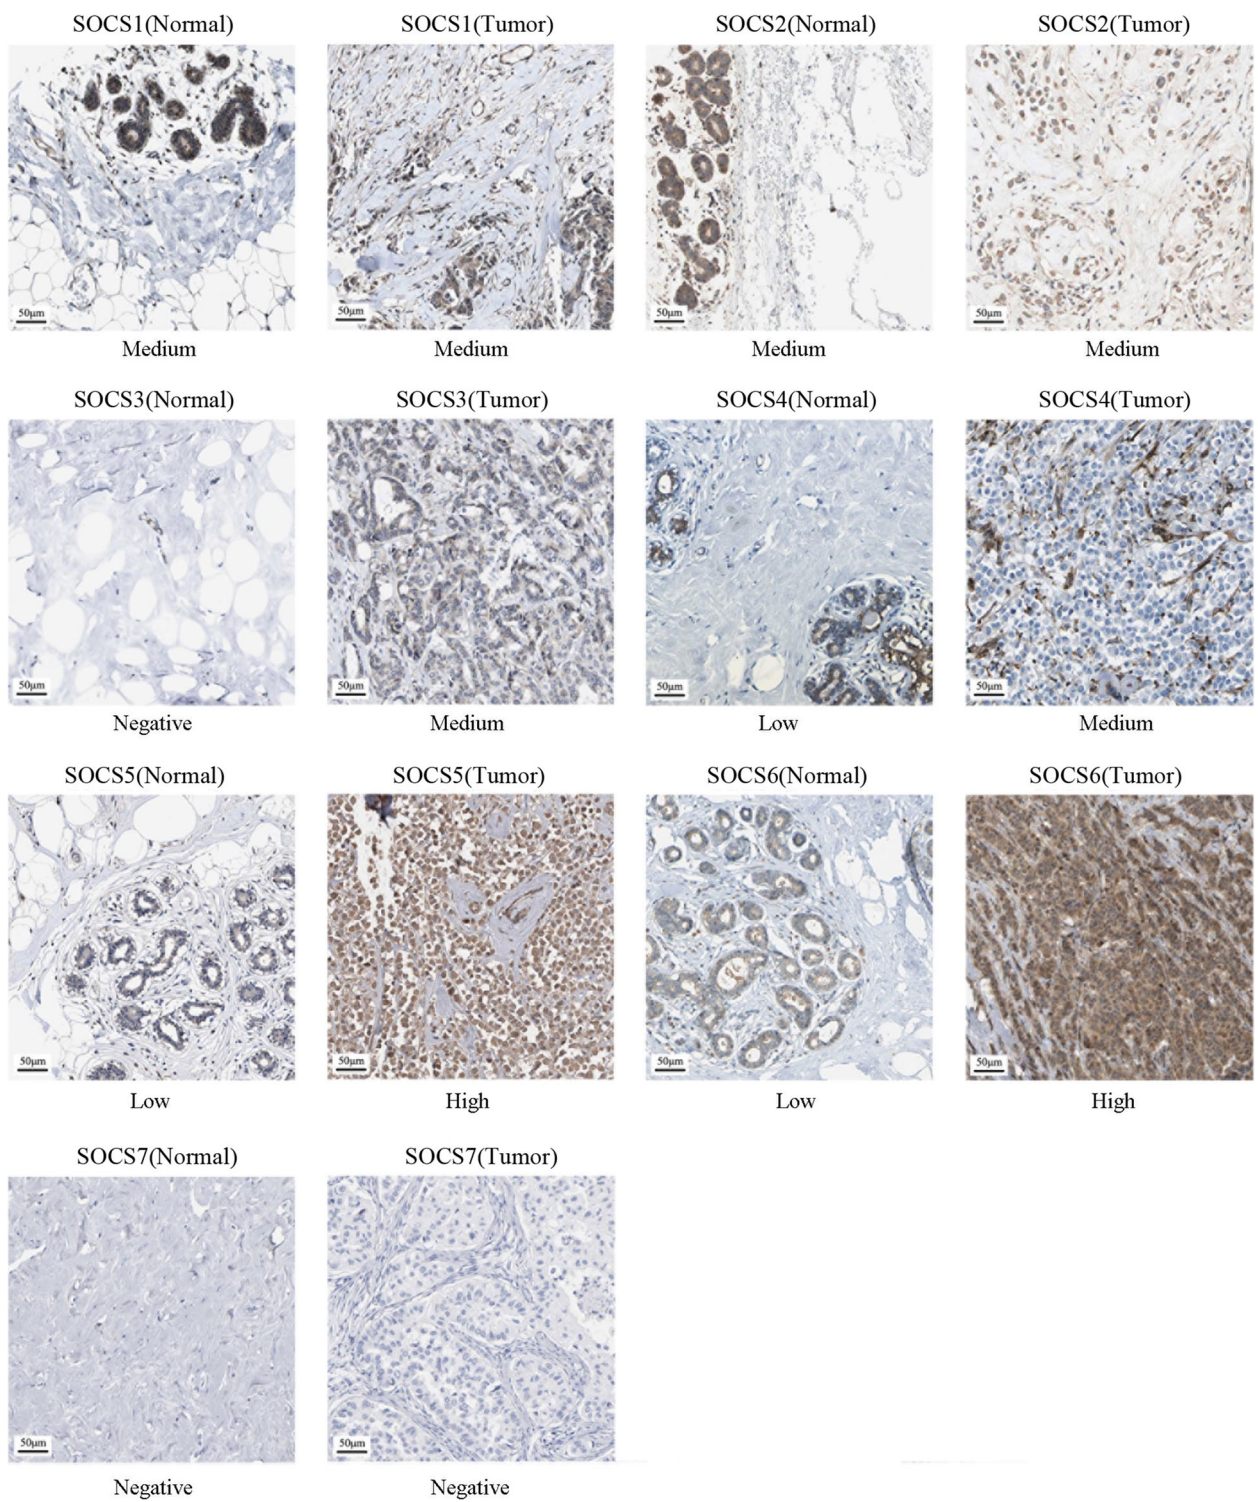 SOCS1(Normal) SOCS1(Tumor) SOCS2(Normal) SOCS2(Tumor)
50μm 50μm 50μm 50μm
Medium Medium Medium Medium
SOCS3(Normal) SOCS3(Tumor) SOCS4(Normal) SOCS4(Tumor)
50μm 50μm 50μm 50μm
Negative Medium Low Medium
SOCS5(Normal) SOCS5(Tumor) SOCS6(Normal) SOCS6(Tumor)
50μm 50μm 50μm 50μm
Low High Low High
SOCS7(Normal) SOCS7(Tumor)
50μm 50μm
Negative Negative